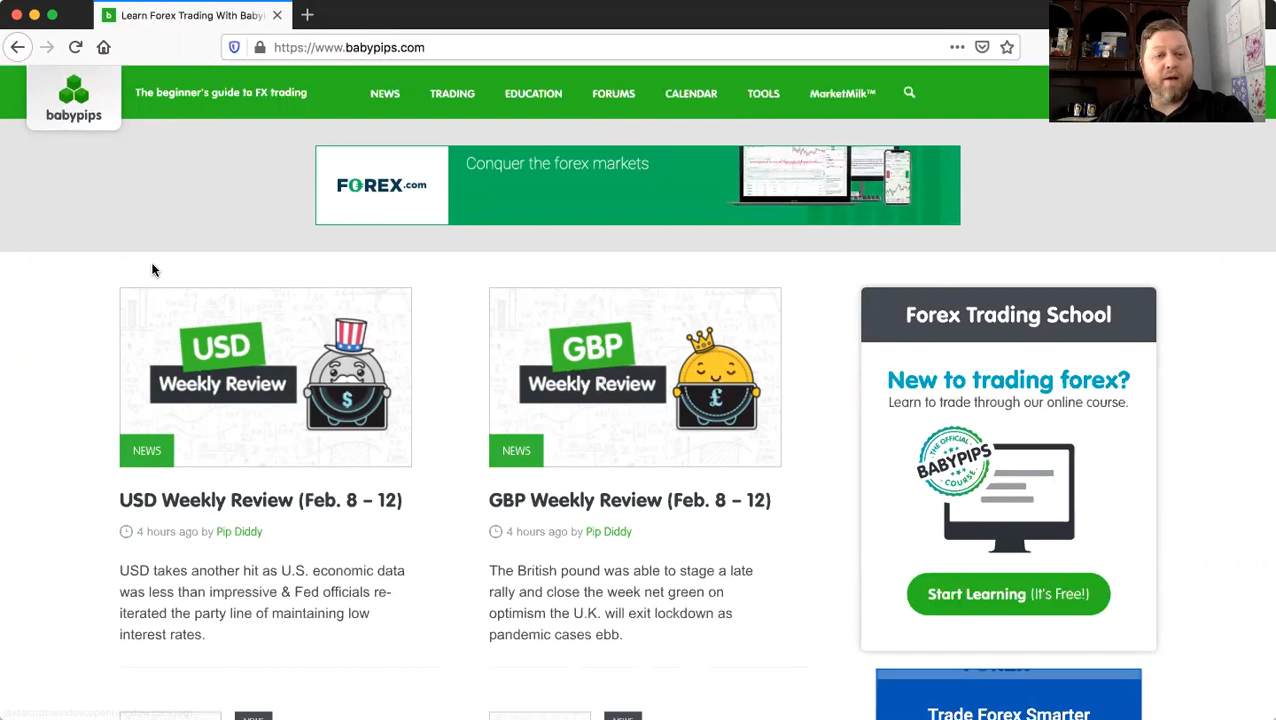 Learn Forex Trading With Baby
https://www.babypips.com
babypips
The beginner's guide to FX trading
NEWS
TRADING
EDUCATION
FORUMS
CALENDAR
TOOLS
MarketMilk™
FOREX.com
Conquer the forex markets
USD
Weekly Review
$
NEWS
USD Weekly Review (Feb. 8 – 12)
4 hours ago by Pip Diddy
USD takes another hit as U.S. economic data
was less than impressive & Fed officials re-
iterated the party line of maintaining low
interest rates.
GBP
Weekly Review
£
NEWS
GBP Weekly Review (Feb. 8 – 12)
4 hours ago by Pip Diddy
The British pound was able to stage a late
rally and close the week net green on
optimism the U.K. will exit lockdown as
pandemic cases ebb.
Forex Trading School
New to trading forex?
Learn to trade through our online course.
THE OFFICIAL
BABYPIPS
COURSE
Start Learning (It's Free!)
Trade Forex Smarter
NEWS
NEWS